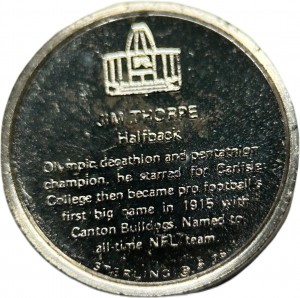 JIM THORPE
Halfback
Olympic decathlon and pentathlon
champion, he starred for Carlisle
College then became pro football's
first big name in 1915 with
Canton Bulldogs. Named to
all-time NFL team.
STERLING